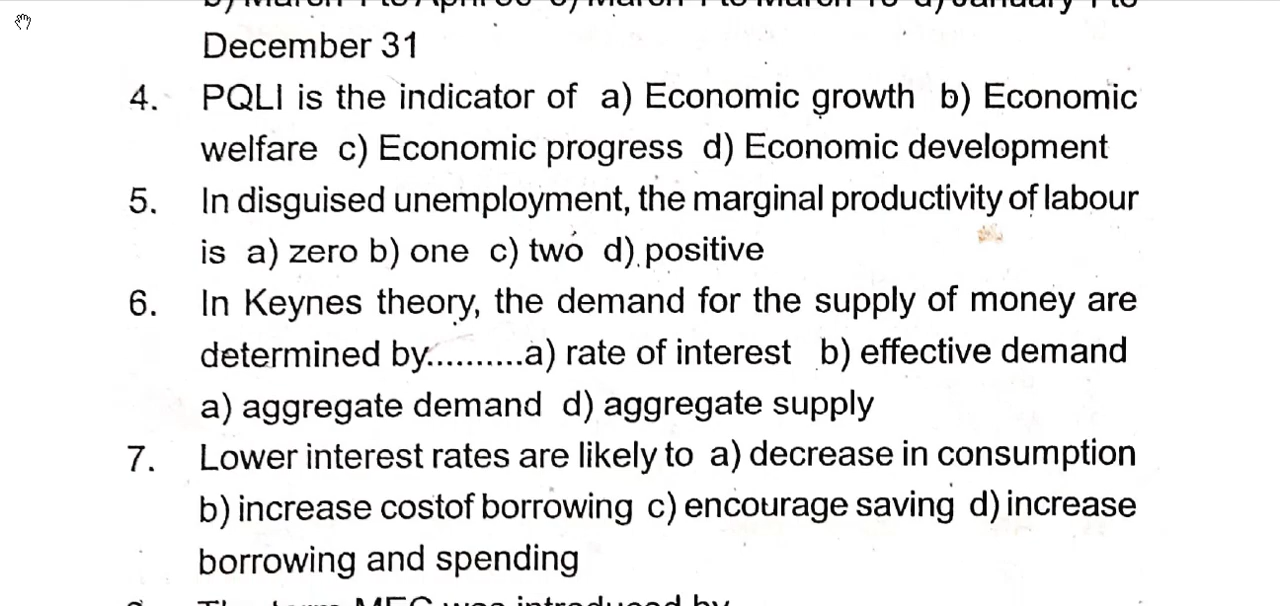 December 31
4. PQLI is the indicator of a) Economic growth b) Economic
welfare c) Economic progress d) Economic development
5. In disguised unemployment, the marginal productivity of labour
is a) zero b) one c) two d) positive
6. In Keynes theory, the demand for the supply of money are
determined by..........a) rate of interest b) effective demand
a) aggregate demand d) aggregate supply
7. Lower interest rates are likely to a) decrease in consumption
b) increase costof borrowing c) encourage saving d) increase
borrowing and spending